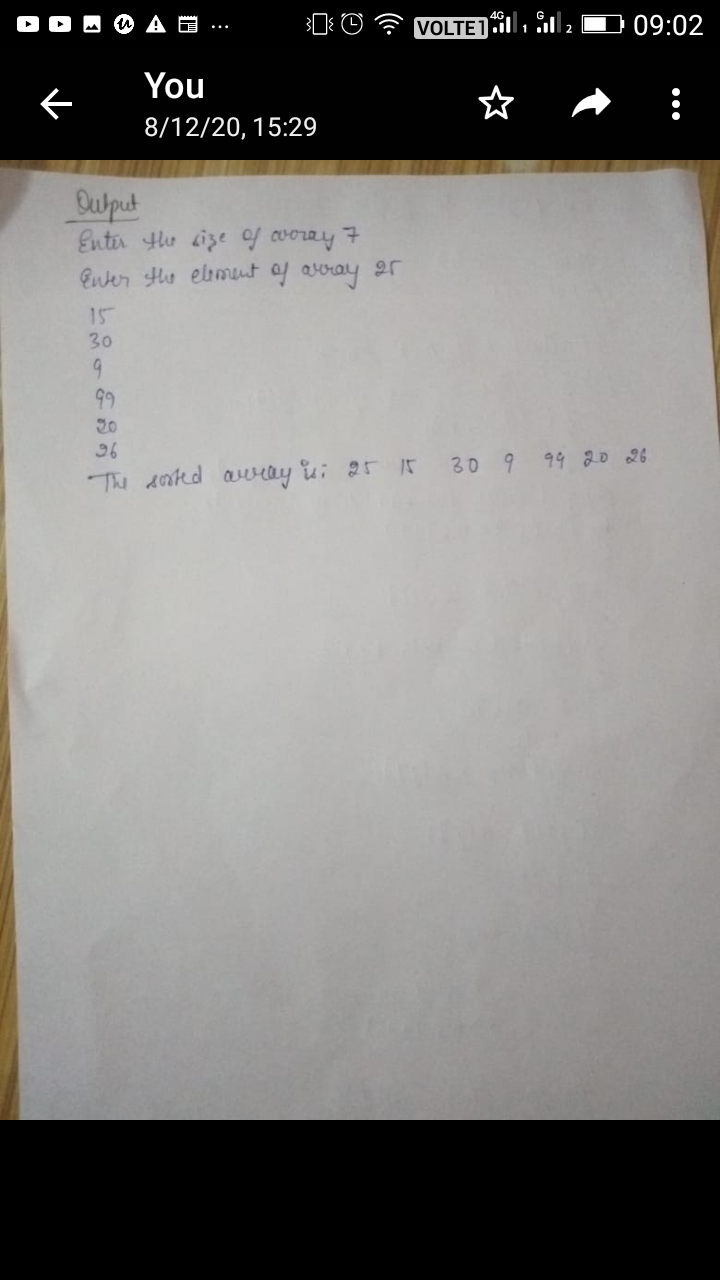 VOLTE1 4G 1 G 2 09:02
You
8/12/20, 15:29
Output
Enter the size of array 7
Enter the element of array 25
15
30
9
99
20
26
The sorted array is: 25 15 30 9 99 20 26